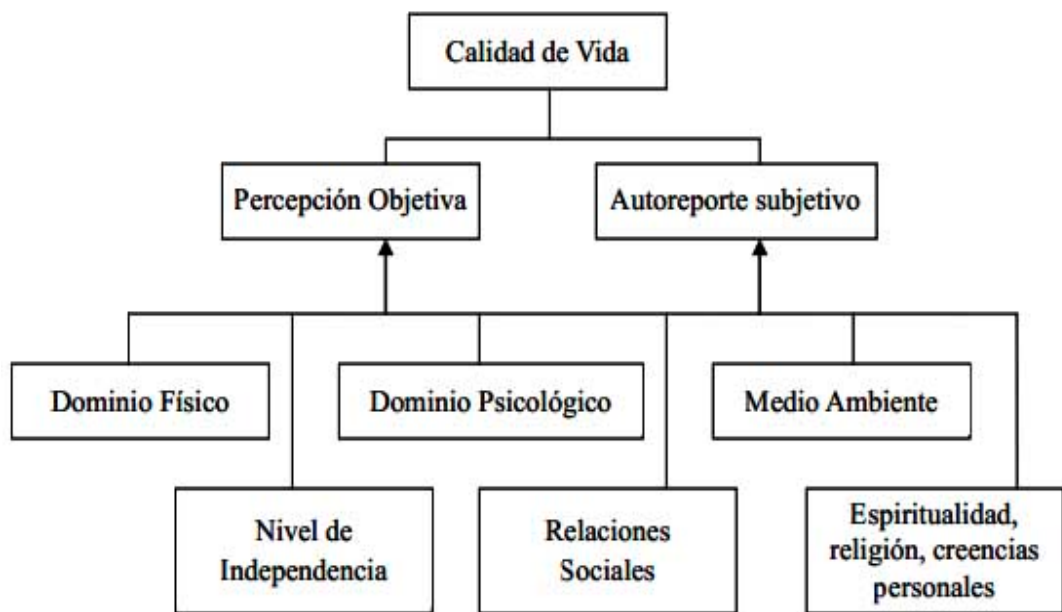 Calidad de Vida
Percepción Objetiva
Autoreporte subjetivo
Dominio Físico
Dominio Psicológico
Medio Ambiente
Nivel de
Independencia
Relaciones
Sociales
Espiritualidad,
religión, creencias
personales